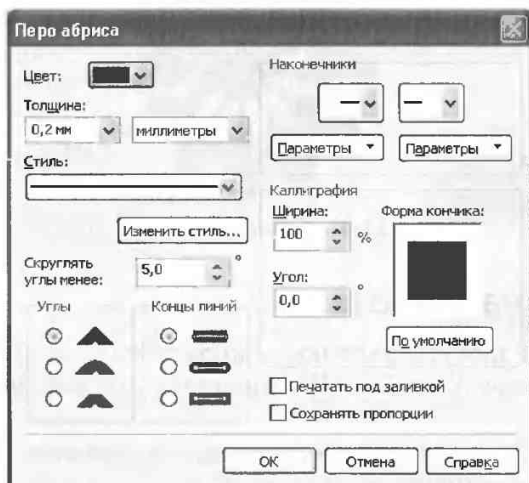 Перо абриса
Цвет:
Толщина:
0,2 мм
миллиметры
Стиль:
Изменить стиль...
Скруглять
углы менее:
5,0
°
Углы
Концы линий
Наконечники
Параметры
Параметры
Каллиграфия
Ширина:
100
%
Форма кончика:
Угол:
0,0
°
По умолчанию
Печатать под заливкой
Сохранять пропорции
ОК
Отмена
Справка